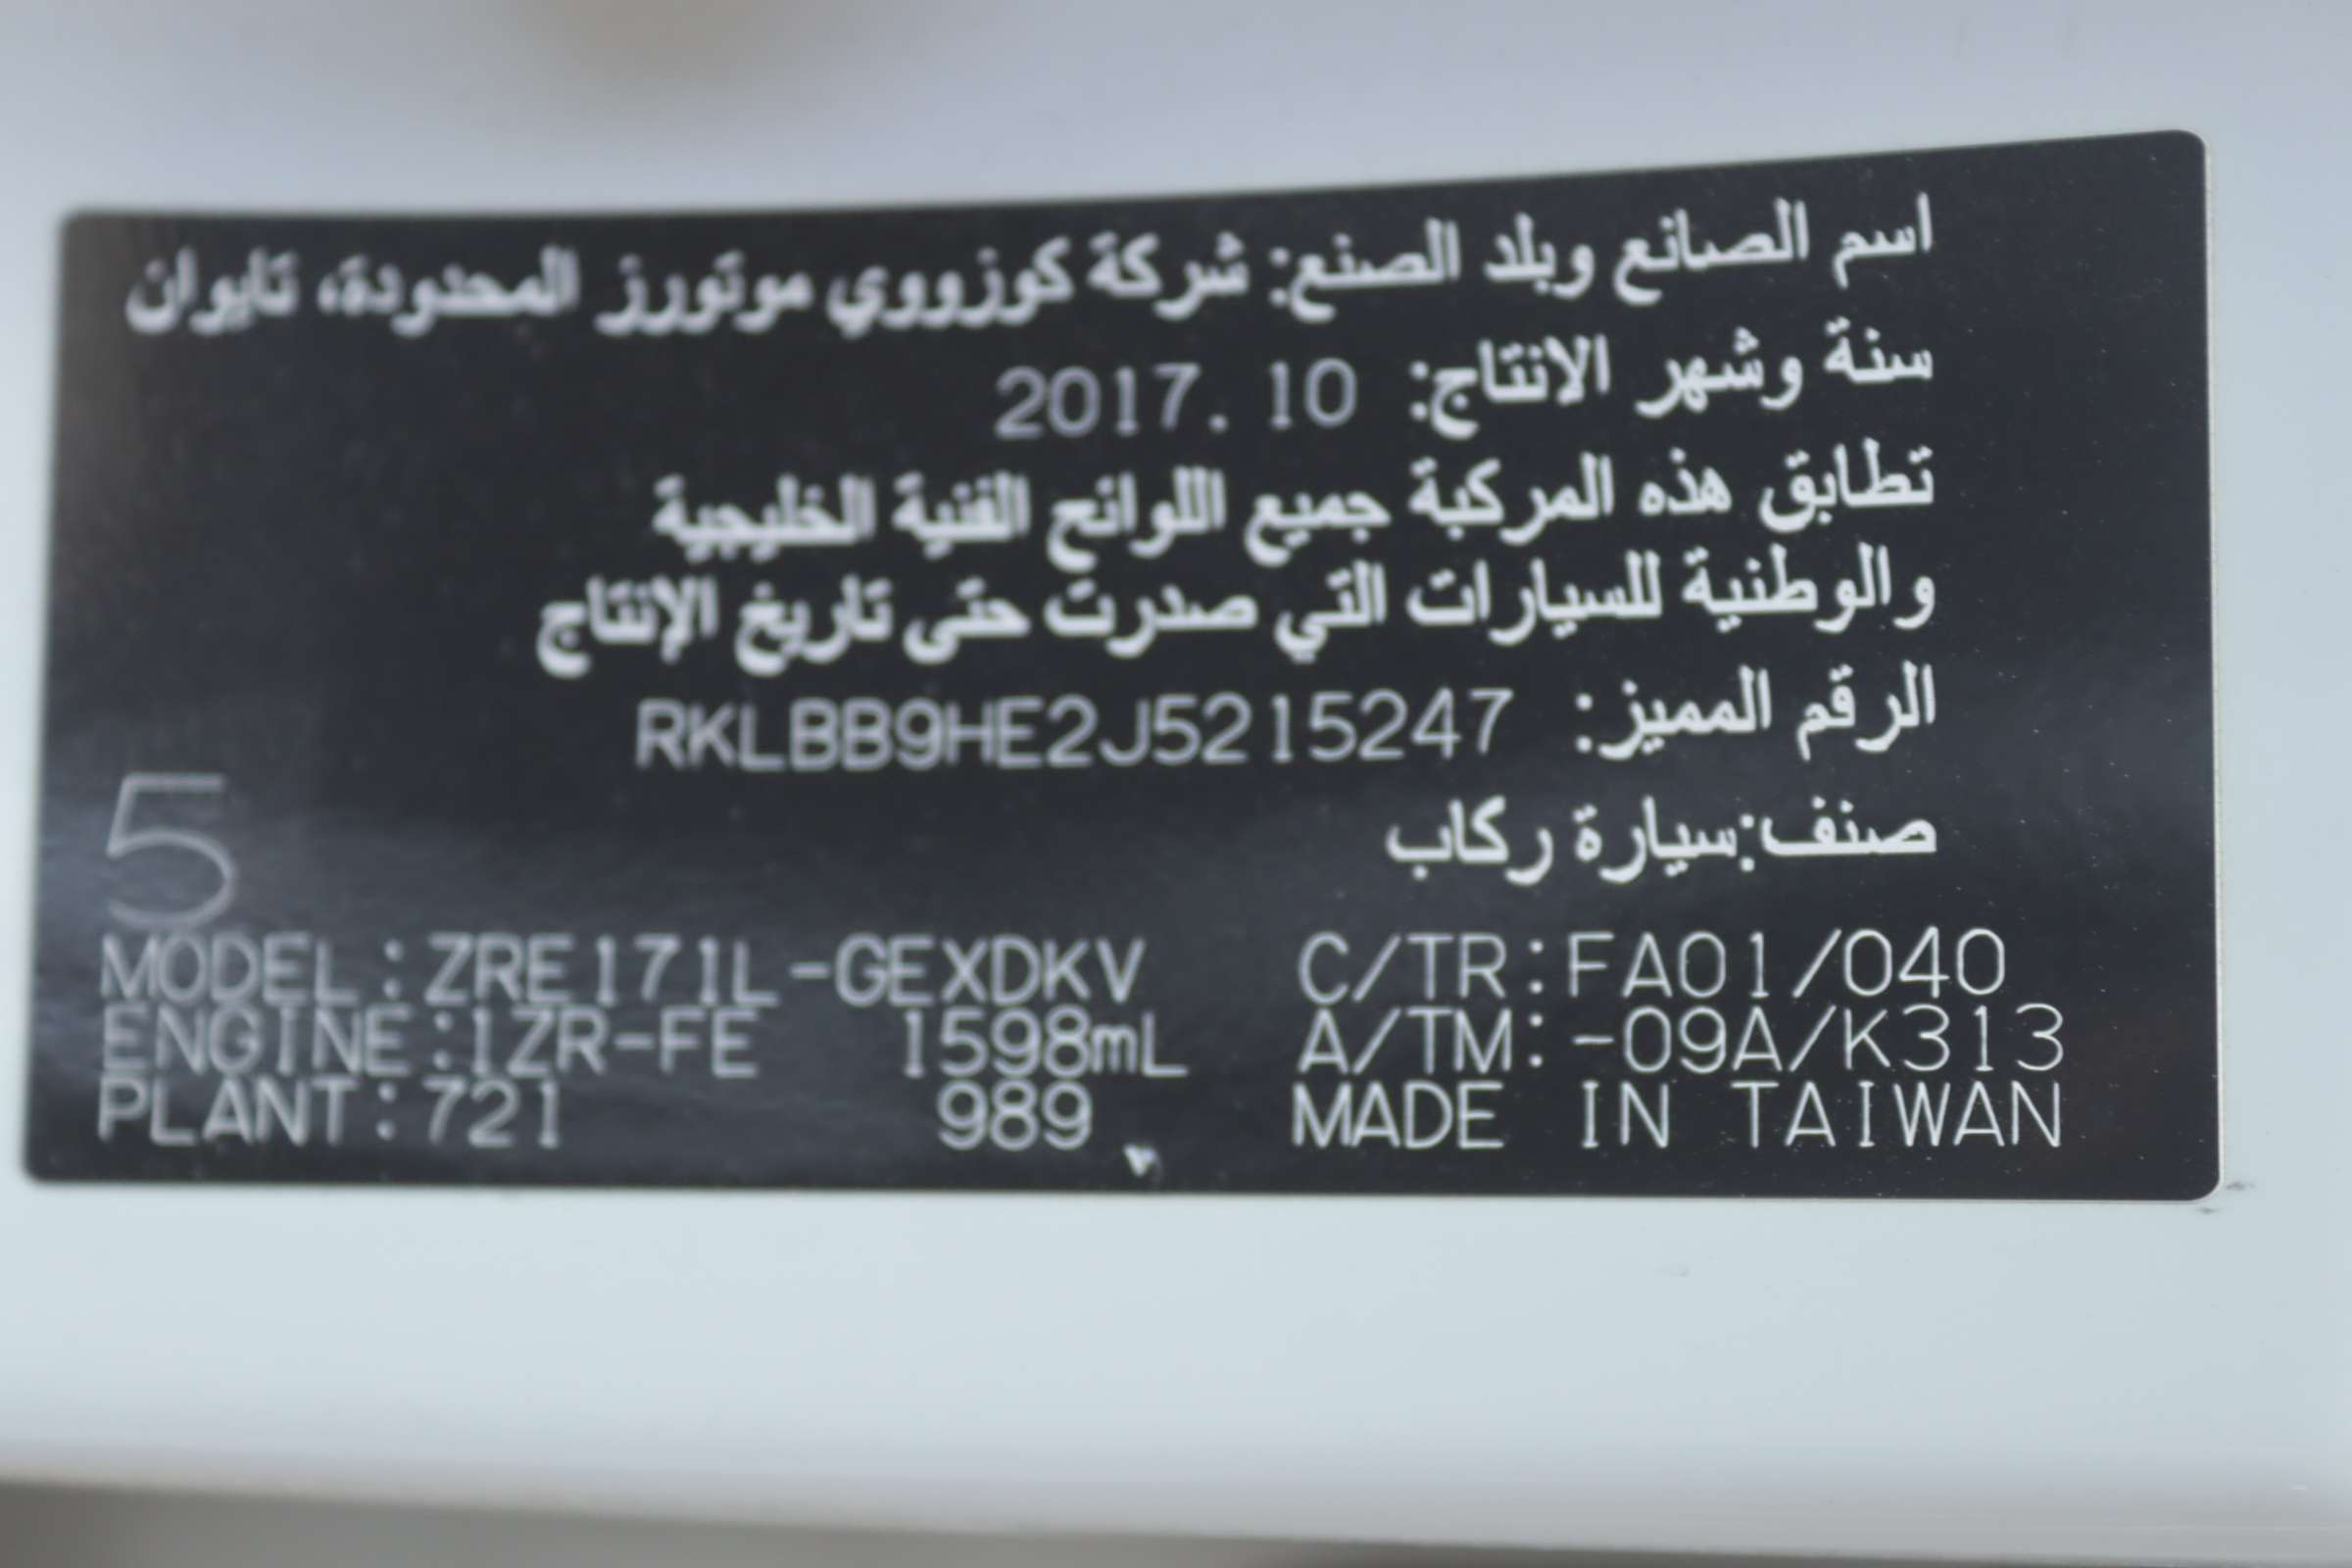 اسم الصانع وبلد الصنع: شركة كوزووي موتورز المحدودة، تايوان
سنة وشهر الانتاج: 2017. 10
تطابق هذه المركبة جميع اللوائح الفنية الخليجية
والوطنية للسيارات التي صدرت حتى تاريخ الإنتاج
الرقم المميز: RKLBB9HE2J5215247
صنف:سيارة ركاب
5
MODEL:ZRE171L-GEXDKV C/TR:FA01/040
ENGINE:1ZR-FE 1598mL A/TM:-09A/K313
PLANT:721 989 MADE IN TAIWAN